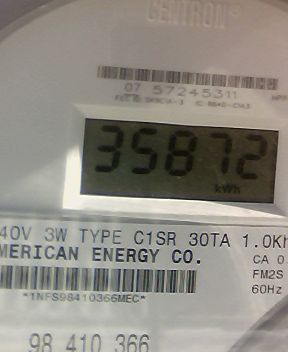 CENTRON®
07 57245311
35872
kWh
40V 3W TYPE C1SR 30TA 1.0Kh
MERICAN ENERGY CO.
CA 0.
FM2S
60Hz
*1NFS98410366MEC*
98 410 366